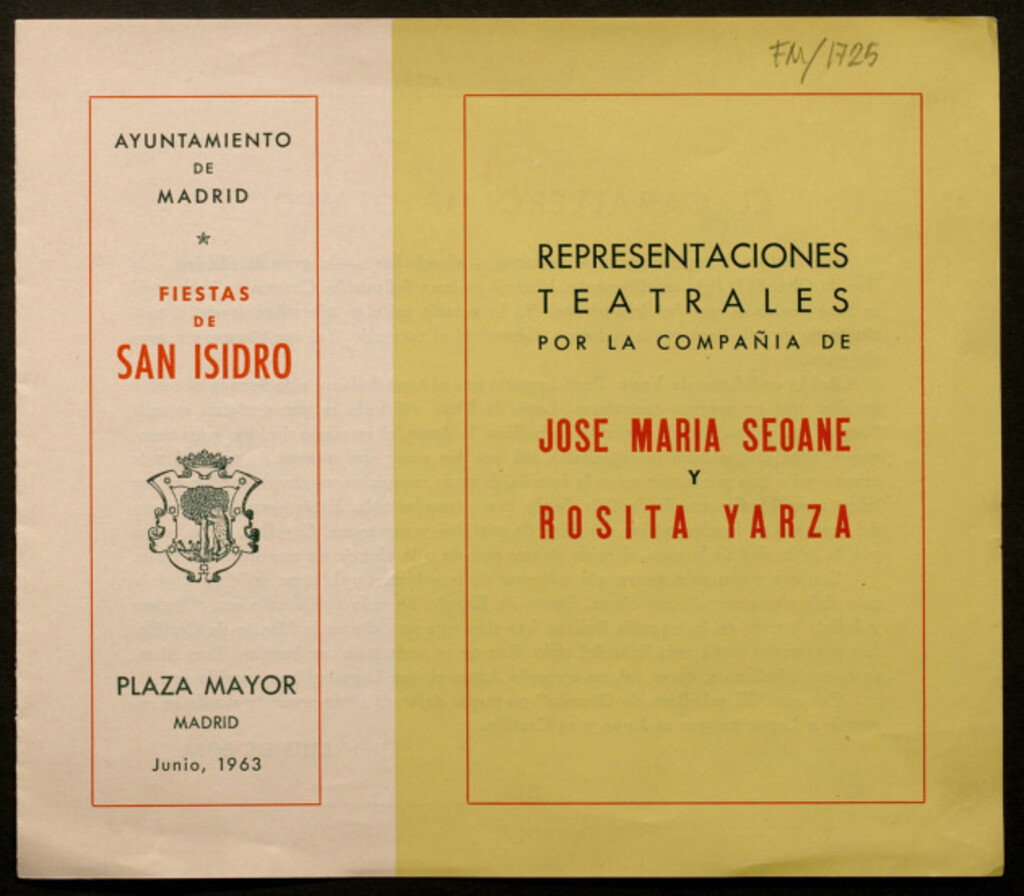 FM/1725
AYUNTAMIENTO
DE
MADRID
FIESTAS
DE
SAN ISIDRO
PLAZA MAYOR
MADRID
Junio, 1963
REPRESENTACIONES
TEATRALES
POR LA COMPAÑIA DE
JOSE MARIA SEOANE
Y
ROSITA YARZA